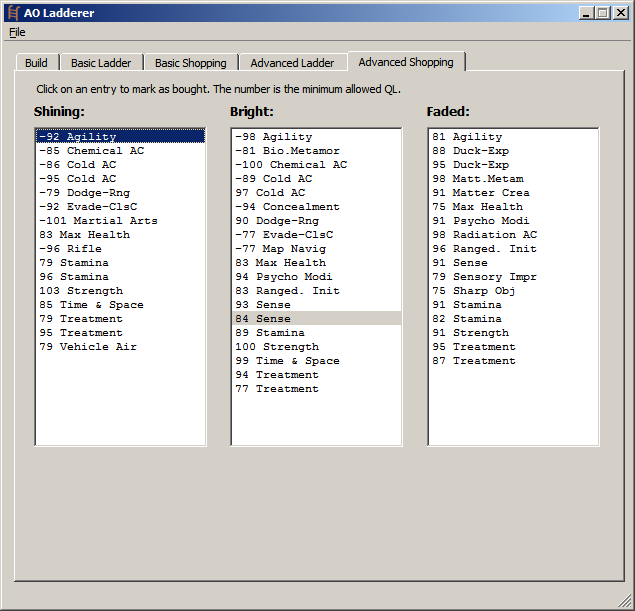 AO Ladderer
File
Build Basic Ladder Basic Shopping Advanced Ladder Advanced Shopping
Click on an entry to mark as bought. The number is the minimum allowed QL.
Shining:
-92 Agility
-85 Chemical AC
-86 Cold AC
-95 Cold AC
-79 Dodge-Rng
-92 Evade-ClsC
-101 Martial Arts
83 Max Health
-96 Rifle
79 Stamina
96 Stamina
103 Strength
85 Time & Space
79 Treatment
95 Treatment
79 Vehicle Air
Bright:
-98 Agility
-81 Bio.Metamor
-100 Chemical AC
-89 Cold AC
97 Cold AC
-94 Concealment
90 Dodge-Rng
-77 Evade-ClsC
-77 Map Navig
83 Max Health
94 Psycho Modi
83 Ranged. Init
93 Sense
84 Sense
89 Stamina
100 Strength
99 Time & Space
94 Treatment
77 Treatment
Faded:
81 Agility
88 Duck-Exp
95 Duck-Exp
98 Matt.Metam
91 Matter Crea
75 Max Health
91 Psycho Modi
98 Radiation AC
96 Ranged. Init
91 Sense
79 Sensory Impr
75 Sharp Obj
91 Stamina
82 Stamina
91 Strength
95 Treatment
87 Treatment